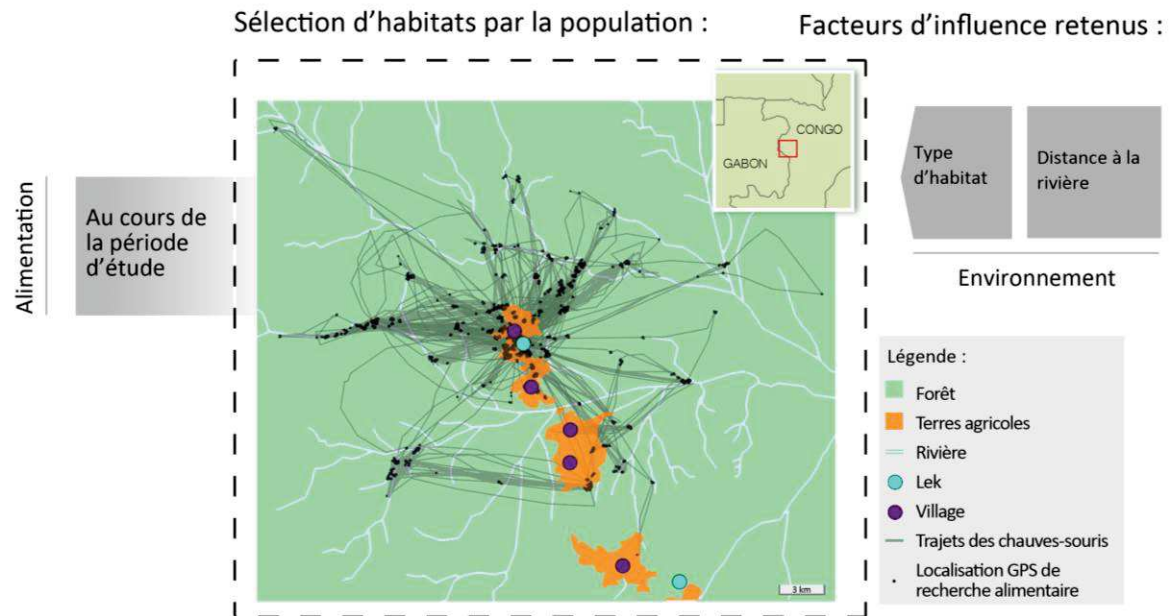 Sélection d’habitats par la population :
Facteurs d’influence retenus :
Alimentation
Au cours de
la période
d’étude
CONGO
GABON
3 km
Type
d’habitat
Distance à la
rivière
Environnement
Légende :
Forêt
Terres agricoles
Rivière
Lek
Village
Trajets des chauves-souris
Localisation GPS de
recherche alimentaire